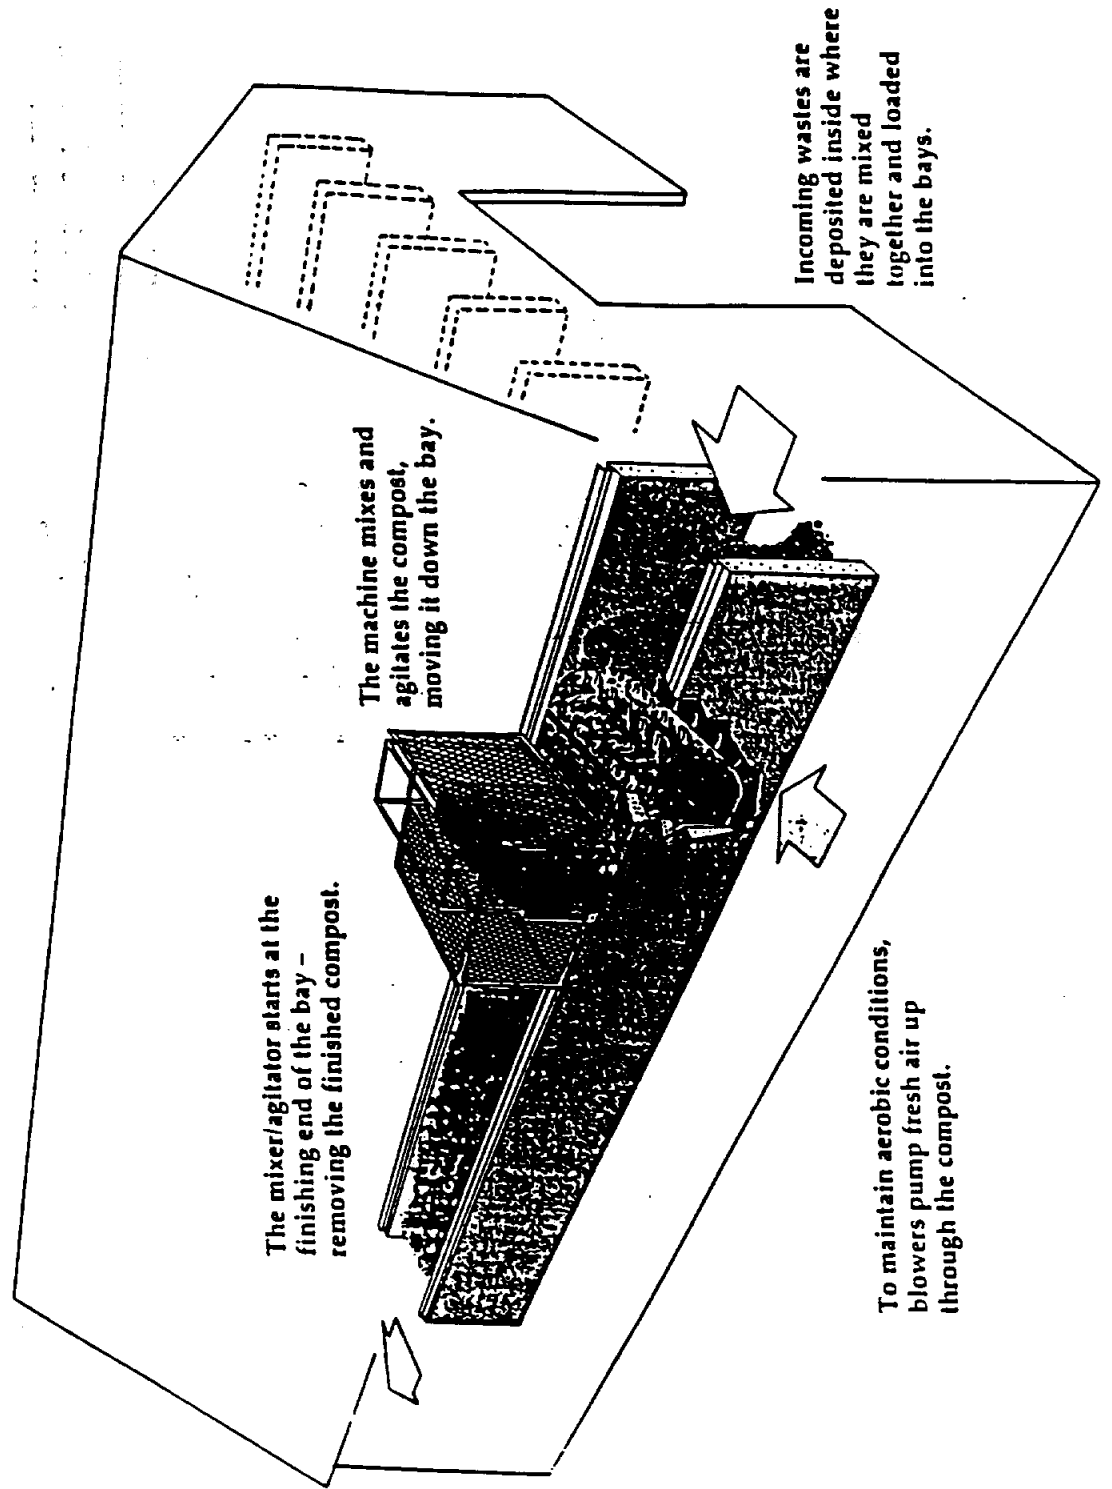 The mixer/agitator starts at the
finishing end of the bay –
removing the finished compost.
The machine mixes and
agitates the compost,
moving it down the bay.
To maintain aerobic conditions,
blowers pump fresh air up
through the compost.
Incoming wastes are
deposited inside where
they are mixed
together and loaded
into the bays.